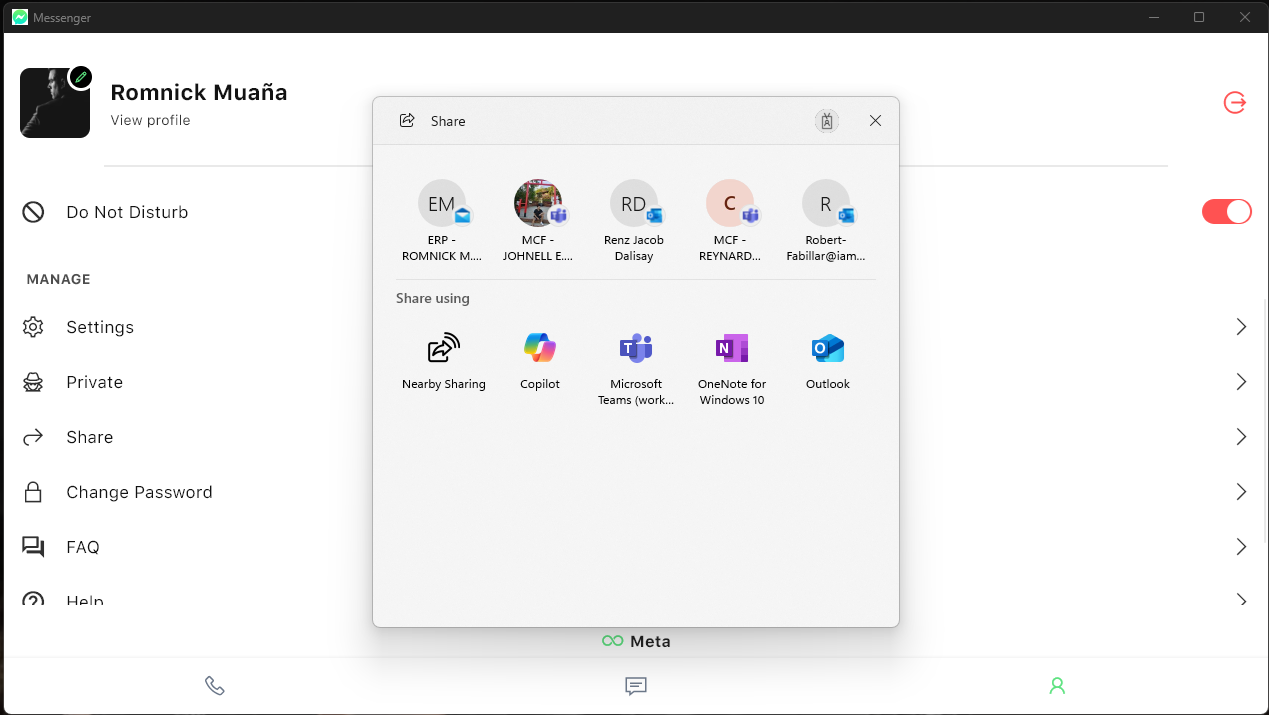 Messenger
Romnick Muaña
View profile
Do Not Disturb
MANAGE
Settings
Private
Share
Change Password
FAQ
Help
Share
EM
ERP -
ROMNICK M....
MCF -
JOHNELL E....
RD
Renz Jacob
Dalisay
C
MCF -
REYNARD...
R
Robert-
Fabillar@iam...
Share using
Nearby Sharing
Copilot
T
Microsoft
Teams (work...
N
OneNote for
Windows 10
O
Outlook
Meta